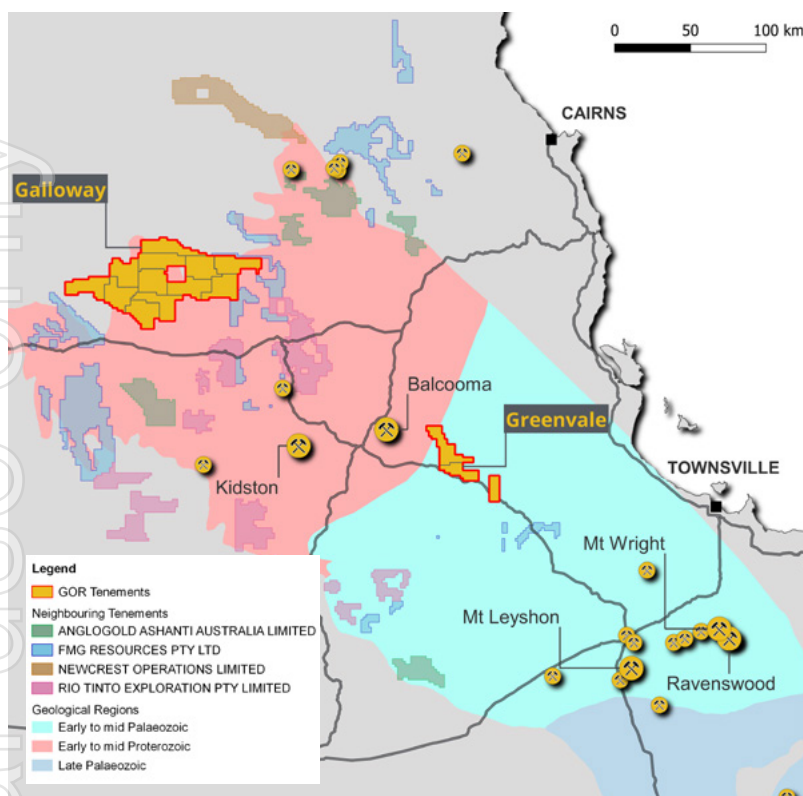 0 50 100 km
CAIRNS
Galloway
Balcooma
Greenvale
Kidston
TOWNSVILLE
Mt Wright
Mt Leyshon
Ravenswood
Legend
GOR Tenements
Neighbouring Tenements
ANGLOGOLD ASHANTI AUSTRALIA LIMITED
FMG RESOURCES PTY LTD
NEWCREST OPERATIONS LIMITED
RIO TINTO EXPLORATION PTY LIMITED
Geological Regions
Early to mid Palaeozoic
Early to mid Proterozoic
Late Palaeozoic